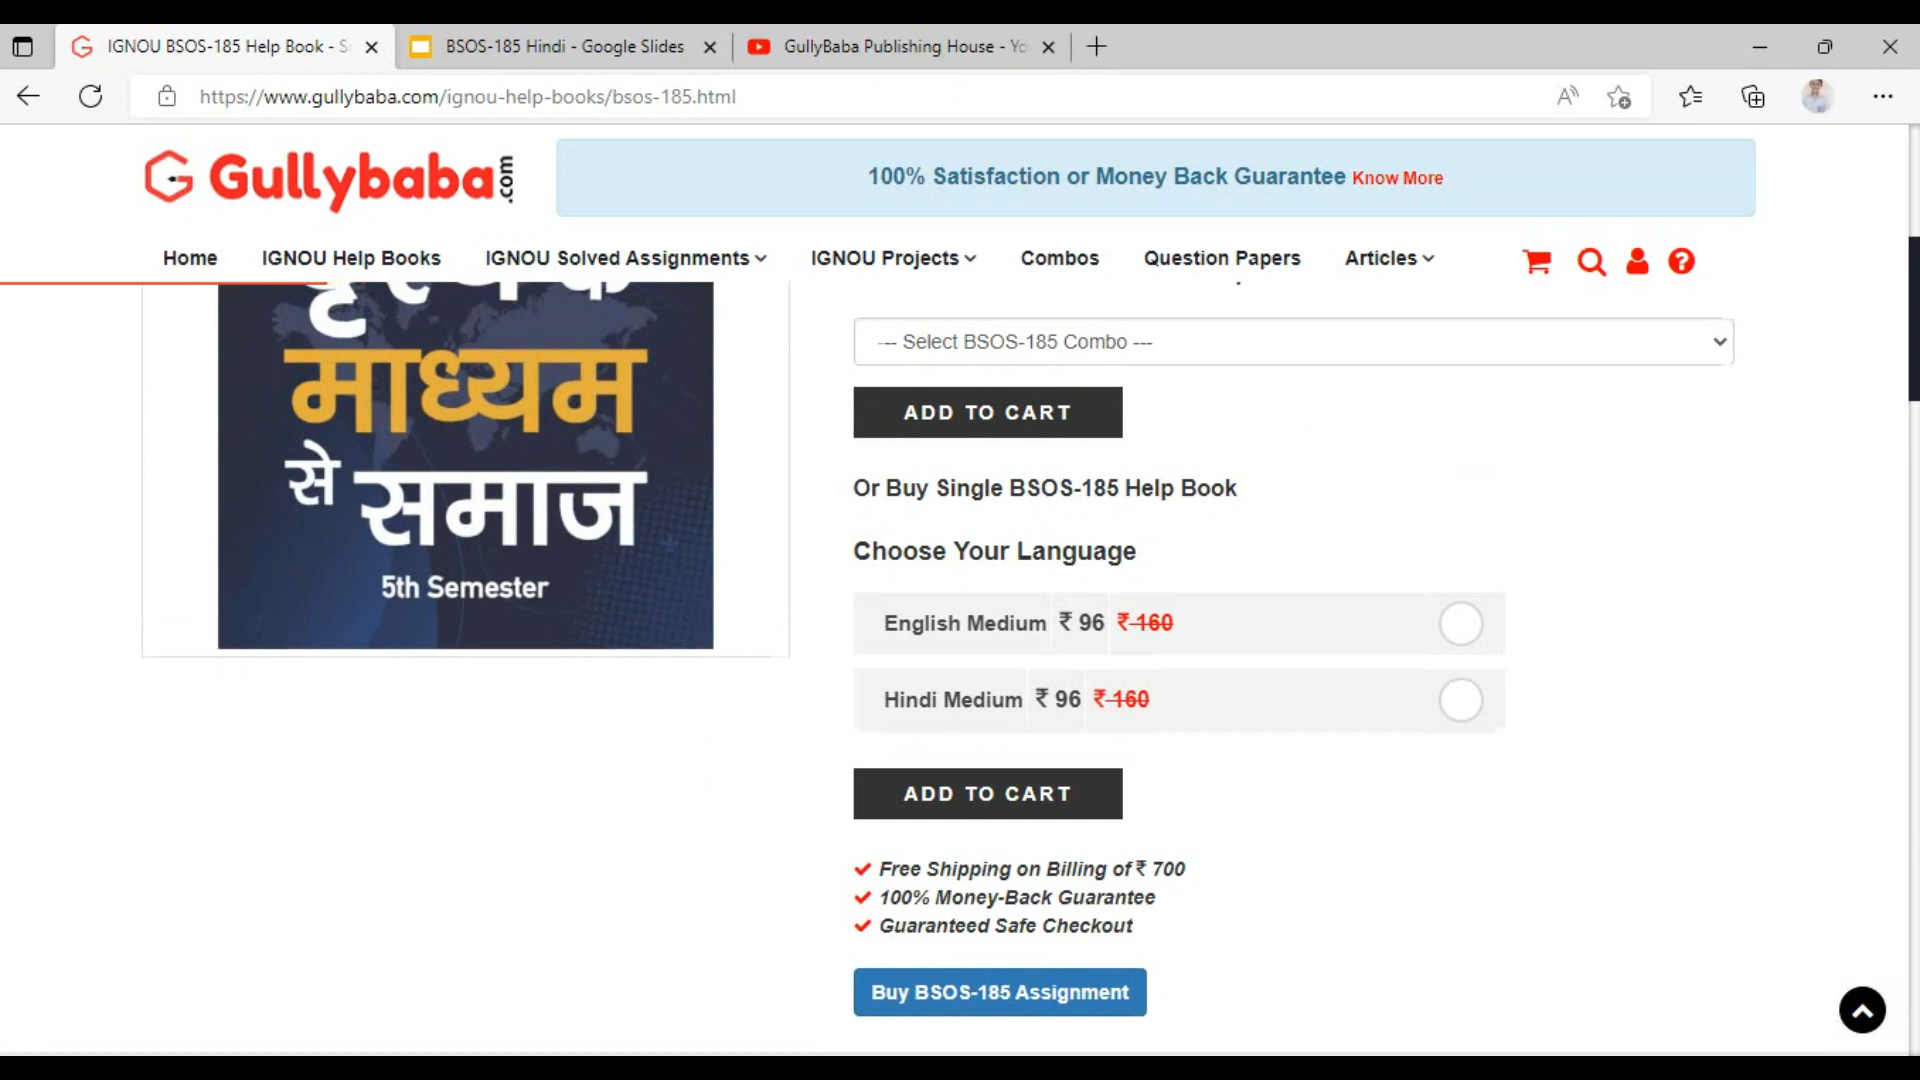 IGNOU BSOS-185 Help Book - S
BSOS-185 Hindi - Google Slides
GullyBaba Publishing House - Yo
https://www.gullybaba.com/ignou-help-books/bsos-185.html
Gullybaba.com
100% Satisfaction or Money Back Guarantee Know More
Home IGNOU Help Books IGNOU Solved Assignments IGNOU Projects Combos Question Papers Articles
माध्यम
से समाज
5th Semester
--- Select BSOS-185 Combo ---
ADD TO CART
Or Buy Single BSOS-185 Help Book
Choose Your Language
English Medium ₹ 96 ₹ 160
Hindi Medium ₹ 96 ₹ 160
ADD TO CART
Free Shipping on Billing of ₹ 700
100% Money-Back Guarantee
Guaranteed Safe Checkout
Buy BSOS-185 Assignment